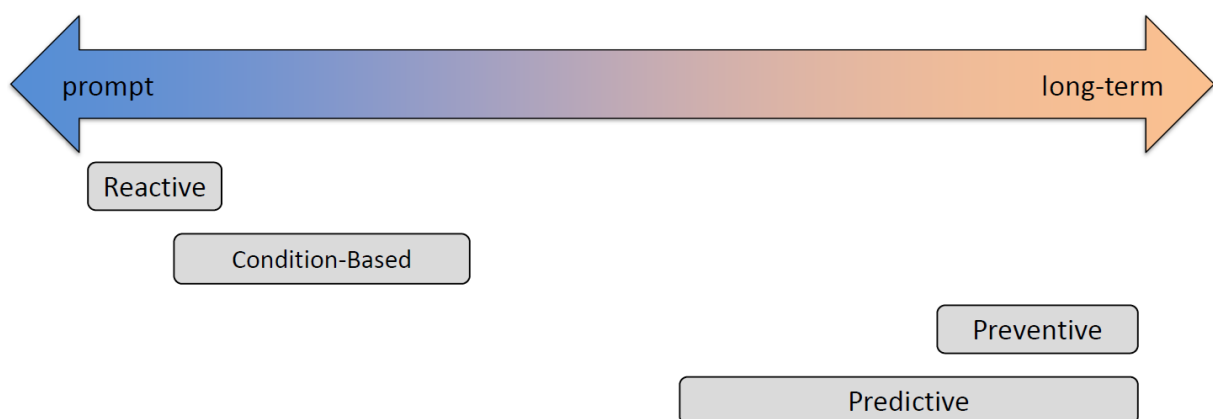 prompt
long-term
Reactive
Condition-Based
Preventive
Predictive